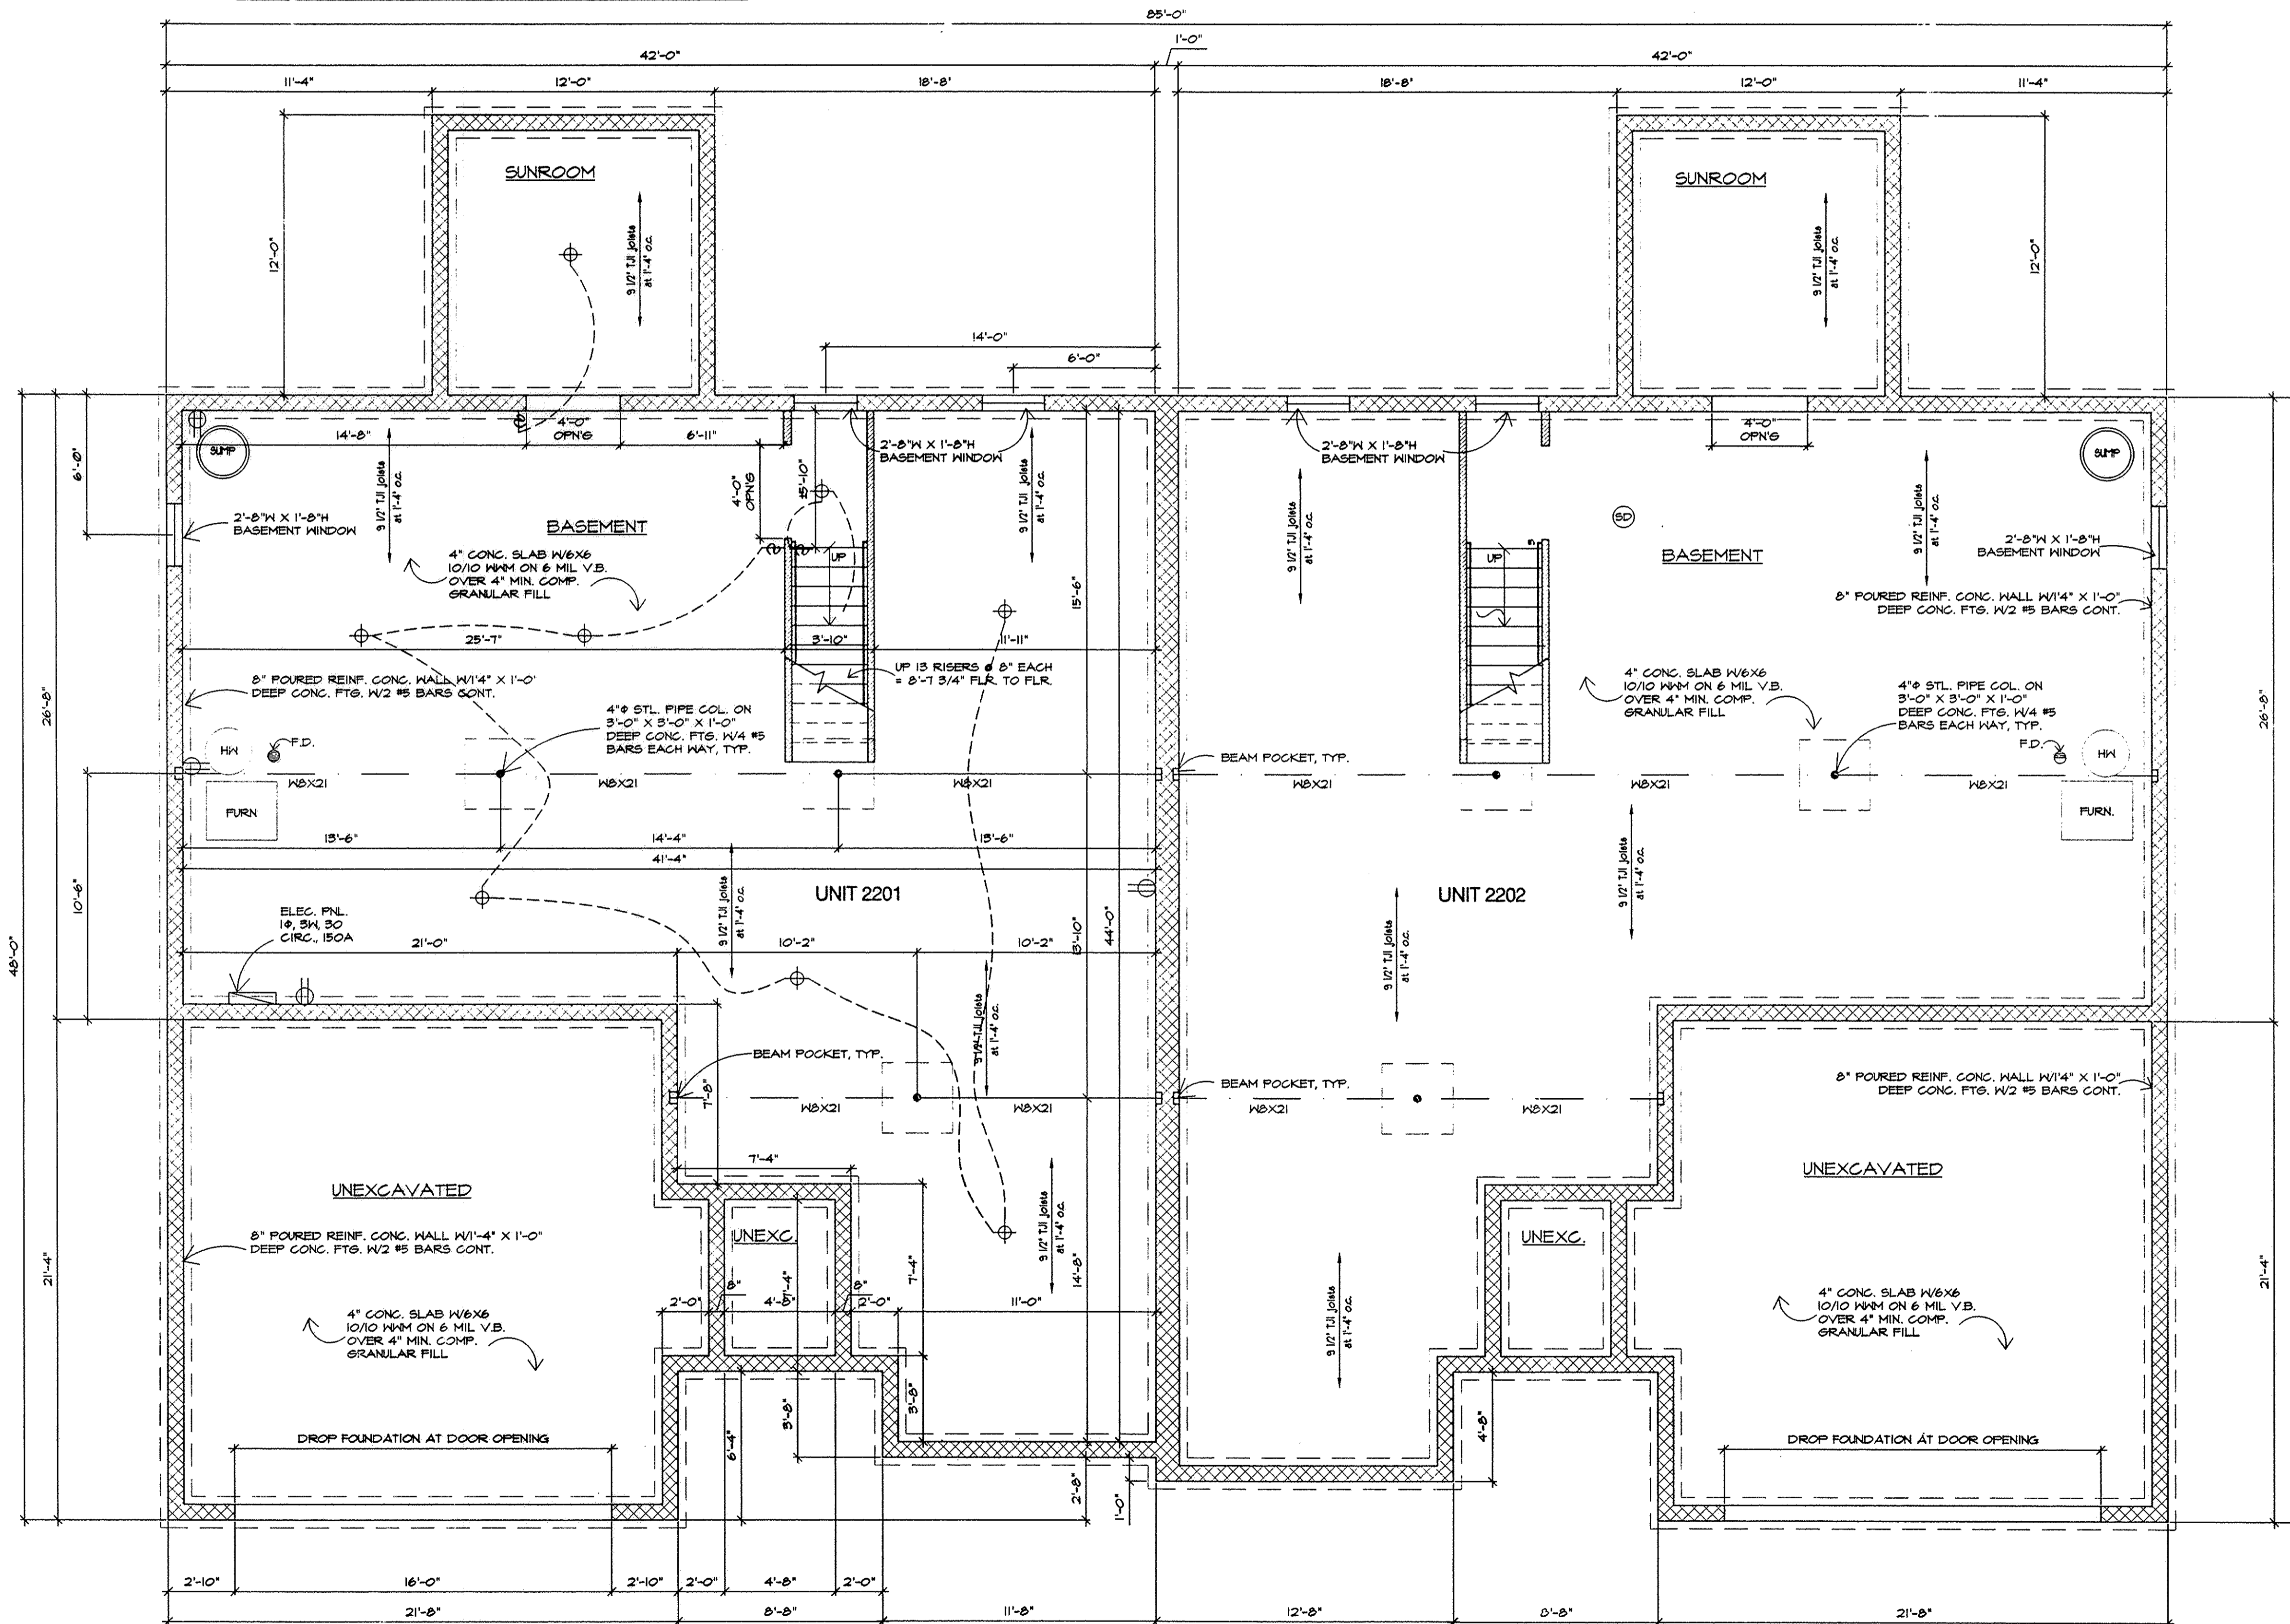 85'-0"
42'-0"
1'-0"
42'-0"
11'-4"
12'-0"
18'-8"
18'-8"
12'-0"
11'-4"
SUNROOM
SUNROOM
12'-0"
9 1/2" TJI joists
at 1'-4" o.c.
9 1/2" TJI joists
at 1'-4" o.c.
12'-0"
14'-0"
6'-0"
14'-8"
4'-0"
OPN'G
6'-11"
SUMP
6'-0"
9 1/2" TJI joists
at 1'-4" o.c.
2'-8"W X 1'-8"H
BASEMENT WINDOW
4'-0"
OPN'G
9 1/2" TJI joists
at 1'-4" o.c.
2'-8"W X 1'-8"H
BASEMENT WINDOW
9 1/2" TJI joists
at 1'-4" o.c.
4'-0"
OPN'G
SUMP
9 1/2" TJI joists
at 1'-4" o.c.
2'-8"W X 1'-8"H
BASEMENT WINDOW
BASEMENT
4" CONC. SLAB W/6X6
10/10 WWM ON 6 MIL V.B.
OVER 4" MIN. COMP.
GRANULAR FILL
UP
SD
UP
BASEMENT
2'-8"W X 1'-8"H
BASEMENT WINDOW
15'-6"
8" POURED REINF. CONC. WALL W/1'4" X 1'-0"
DEEP CONC. FTG. W/2 #5 BARS CONT.
25'-7"
3'-10"
11'-11"
UP 13 RISERS @ 8" EACH
= 8'-7 3/4" FLR. TO FLR.
8" POURED REINF. CONC. WALL W/1'4" X 1'-0"
DEEP CONC. FTG. W/2 #5 BARS CONT.
4" CONC. SLAB W/6X6
10/10 WWM ON 6 MIL V.B.
OVER 4" MIN. COMP.
GRANULAR FILL
4"Φ STL. PIPE COL. ON
3'-0" X 3'-0" X 1'-0"
DEEP CONC. FTG. W/4 #5
BARS EACH WAY, TYP.
4"Φ STL. PIPE COL. ON
3'-0" X 3'-0" X 1'-0"
DEEP CONC. FTG. W/4 #5
BARS EACH WAY, TYP.
26'-8"
26'-8"
HW
F.D.
BEAM POCKET, TYP.
F.D.
HW
W8X21
W8X21
W8X21
W8X21
W8X21
W8X21
FURN
FURN.
13'-6"
14'-4"
13'-6"
41'-4"
UNIT 2201
UNIT 2202
10'-6"
9 1/2" TJI joists
at 1'-4" o.c.
9 1/2" TJI joists
at 1'-4" o.c.
9 1/2" TJI joists
at 1'-4" o.c.
ELEC. PNL.
1Φ, 3W, 30
CIRC., 150A
21'-0"
10'-2"
10'-2"
13'-10"
44'-0"
48'-0"
9 1/2" TJI joists
at 1'-4" o.c.
BEAM POCKET, TYP.
7'-8"
W8X21
W8X21
BEAM POCKET, TYP.
W8X21
W8X21
8" POURED REINF. CONC. WALL W/1'4" X 1'-0"
DEEP CONC. FTG. W/2 #5 BARS CONT.
7'-4"
UNEXCAVATED
UNEXCAVATED
8" POURED REINF. CONC. WALL W/1'-4" X 1'-0"
DEEP CONC. FTG. W/2 #5 BARS CONT.
UNEXC.
UNEXC.
9 1/2" TJI joists
at 1'-4" o.c.
14'-8"
7'-4"
21'-4"
21'-4"
2'-0"
8"
4'-8"
8"
2'-0"
11'-0"
4" CONC. SLAB W/6X6
10/10 WWM ON 6 MIL V.B.
OVER 4" MIN. COMP.
GRANULAR FILL
9 1/2" TJI joists
at 1'-4" o.c.
4" CONC. SLAB W/6X6
10/10 WWM ON 6 MIL V.B.
OVER 4" MIN. COMP.
GRANULAR FILL
3'-8"
3'-8"
6'-4"
4'-8"
DROP FOUNDATION AT DOOR OPENING
DROP FOUNDATION AT DOOR OPENING
2'-8"
1'-0"
2'-10"
16'-0"
2'-10"
2'-0"
4'-8"
2'-0"
21'-8"
8'-8"
11'-8"
12'-8"
8'-8"
21'-8"